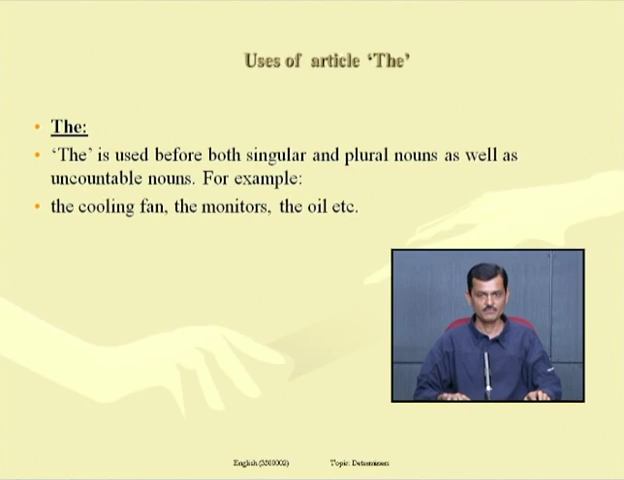 Uses of article ‘The’
• The:
• ‘The’ is used before both singular and plural nouns as well as
uncountable nouns. For example:
• the cooling fan, the monitors, the oil etc.
English (3300002) Topic: Determiners